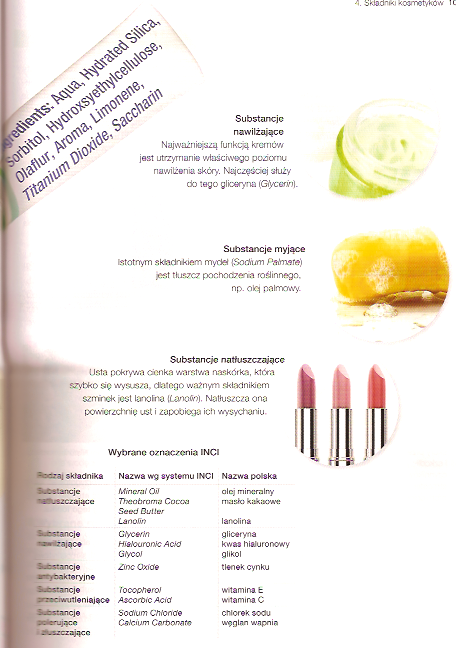 4. Składniki kosmetyków
Ingredients: Aqua, Hydrated Silica,
Sorbitol, Hydroxsyethylcellulose,
Olaflur, Aroma, Limonene,
Titanium Dioxide, Saccharin
Substancje
nawilżające
Najważniejszą funkcją kremów
jest utrzymanie właściwego poziomu
nawilżenia skóry. Najczęściej służy
do tego gliceryna (Glycerin).
Substancje myjące
Istotnym składnikiem mydeł (Sodium Palmate)
jest tłuszcz pochodzenia roślinnego,
np. olej palmowy.
Substancje natłuszczające
Usta pokrywa cienka warstwa naskórka, która
szybko się wysusza, dlatego ważnym składnikiem
szminek jest lanolina (Lanolin). Natłuszcza ona
powierzchnię ust i zapobiega ich wysychaniu.
Wybrane oznaczenia INCI
Rodzaj składnika Nazwa wg systemu INCI Nazwa polska
Substancje Mineral Oil olej mineralny
natłuszczające Theobroma Cocoa masło kakaowe
Seed Butter
Lanolin lanolina
Substancje Glycerin gliceryna
nawilżające Hialouronic Acid kwas hialuronowy
Glycol glikol
Substancje Zinc Oxide tlenek cynku
antybakteryjne
Substancje Tocopherol witamina E
przeciwutleniające Ascorbic Acid witamina C
Substancje Sodium Chloride chlorek sodu
polerujące Calcium Carbonate węglan wapnia
i złuszczające